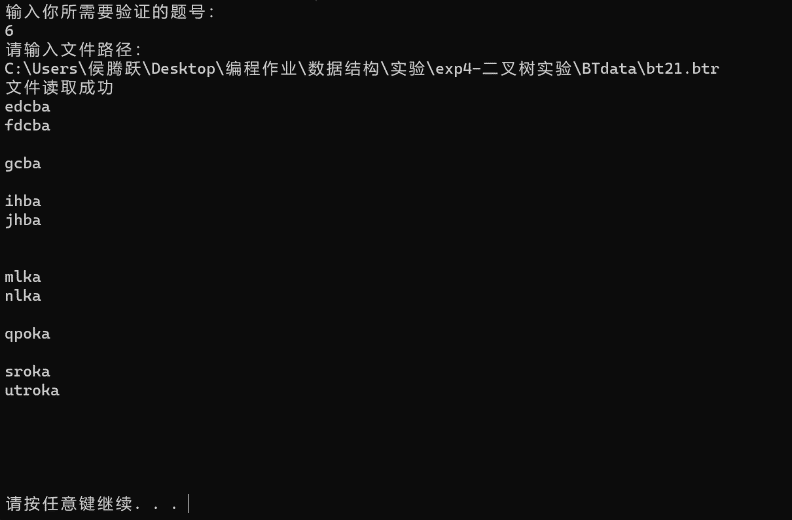 输入你所需要验证的题号:
6
请输入文件路径:
C:\Users\侯腾跃\Desktop\编程作业\数据结构\实验\exp4-二叉树实验\BTdata\bt21.btr
文件读取成功
edcba
fdcba
gcba
ihba
jhba
mlka
nlka
qpoka
sroka
utroka
请按任意键继续. . .